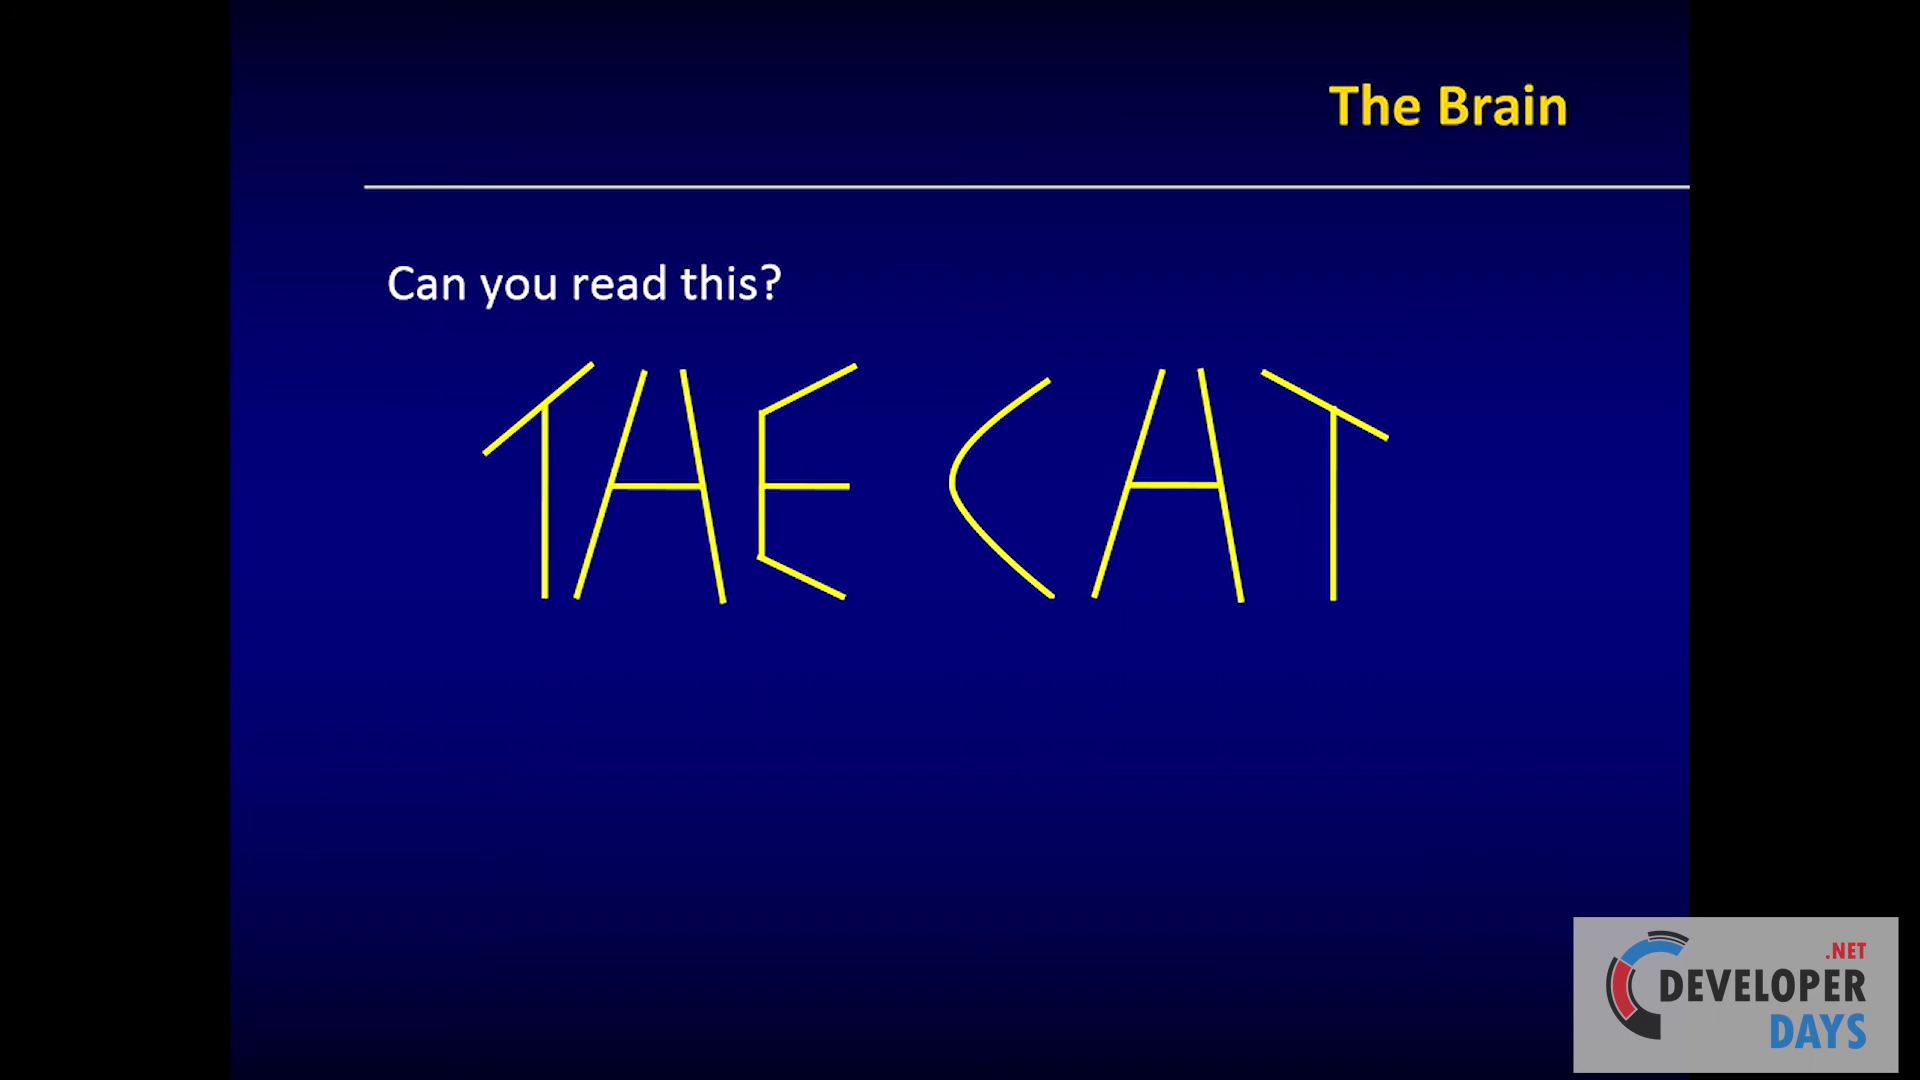 The Brain
Can you read this?
THE CAT
.NET
DEVELOPER
DAYS